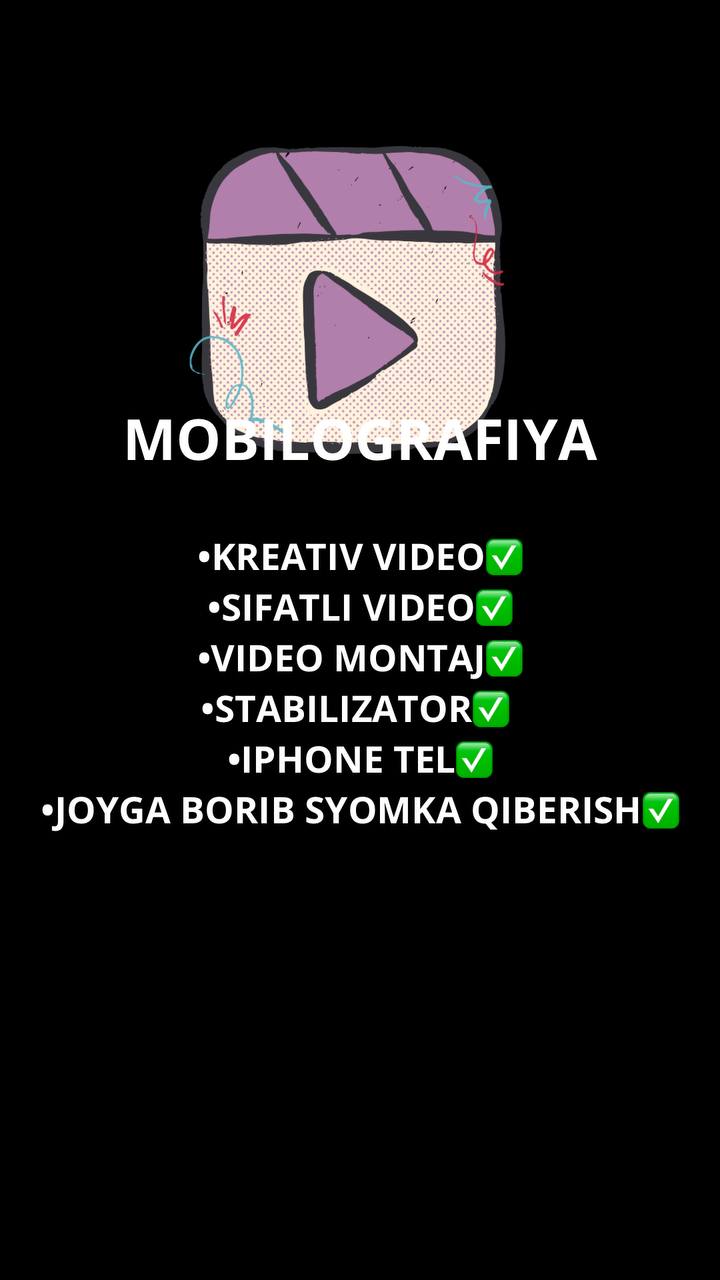 MOBILOGRAFIYA
•KREATIV VIDEO✅
•SIFATLI VIDEO✅
•VIDEO MONTAJ✅
•STABILIZATOR✅
•IPHONE TEL✅
•JOYGA BORIB SYOMKA QIBERISH✅